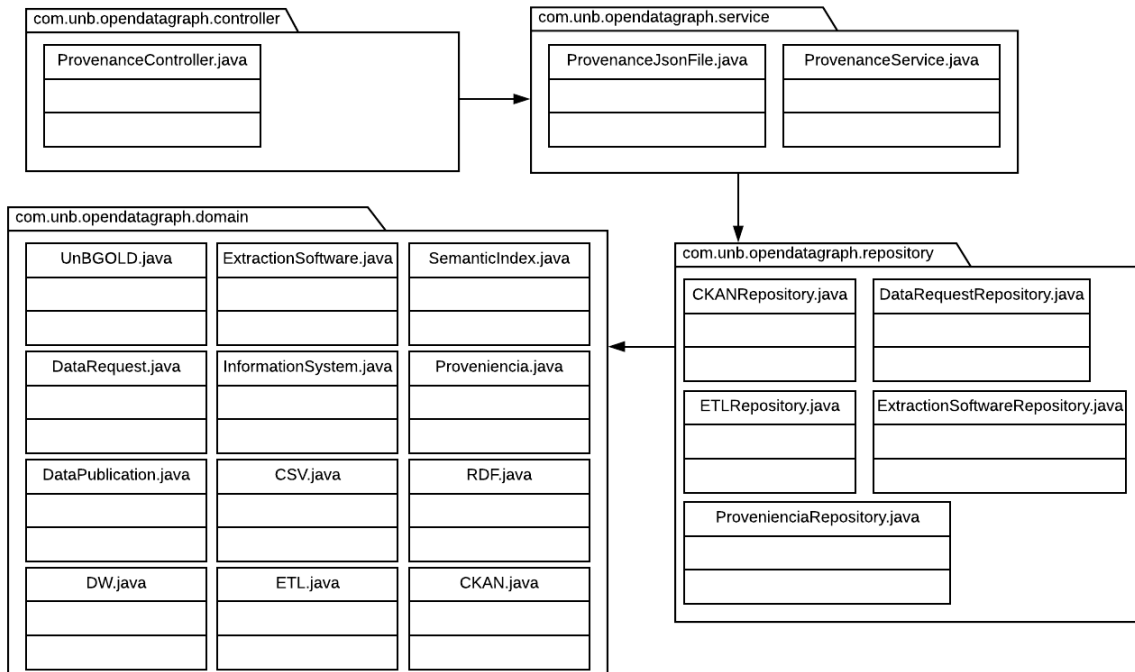 com.unb.opendatagraph.controller
ProvenanceController.java
com.unb.opendatagraph.service
ProvenanceJsonFile.java
ProvenanceService.java
com.unb.opendatagraph.domain
UnBGOLD.java
ExtractionSoftware.java
SemanticIndex.java
DataRequest.java
InformationSystem.java
Proveniencia.java
DataPublication.java
CSV.java
RDF.java
DW.java
ETL.java
CKAN.java
com.unb.opendatagraph.repository
CKANRepository.java
DataRequestRepository.java
ETLRepository.java
ExtractionSoftwareRepository.java
ProvenienciaRepository.java